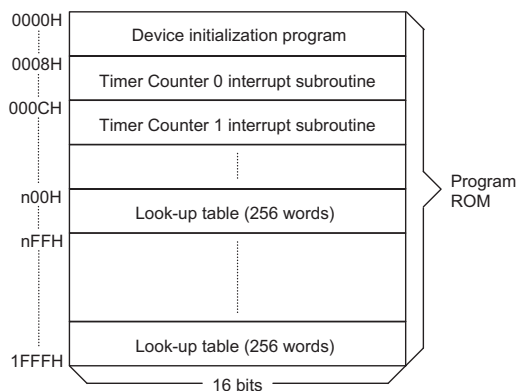 0000H
Device initialization program
0008H
Timer Counter 0 interrupt subroutine
000CH
Timer Counter 1 interrupt subroutine
n00H
Look-up table (256 words)
nFFH
Program
ROM
Look-up table (256 words)
1FFFH
16 bits